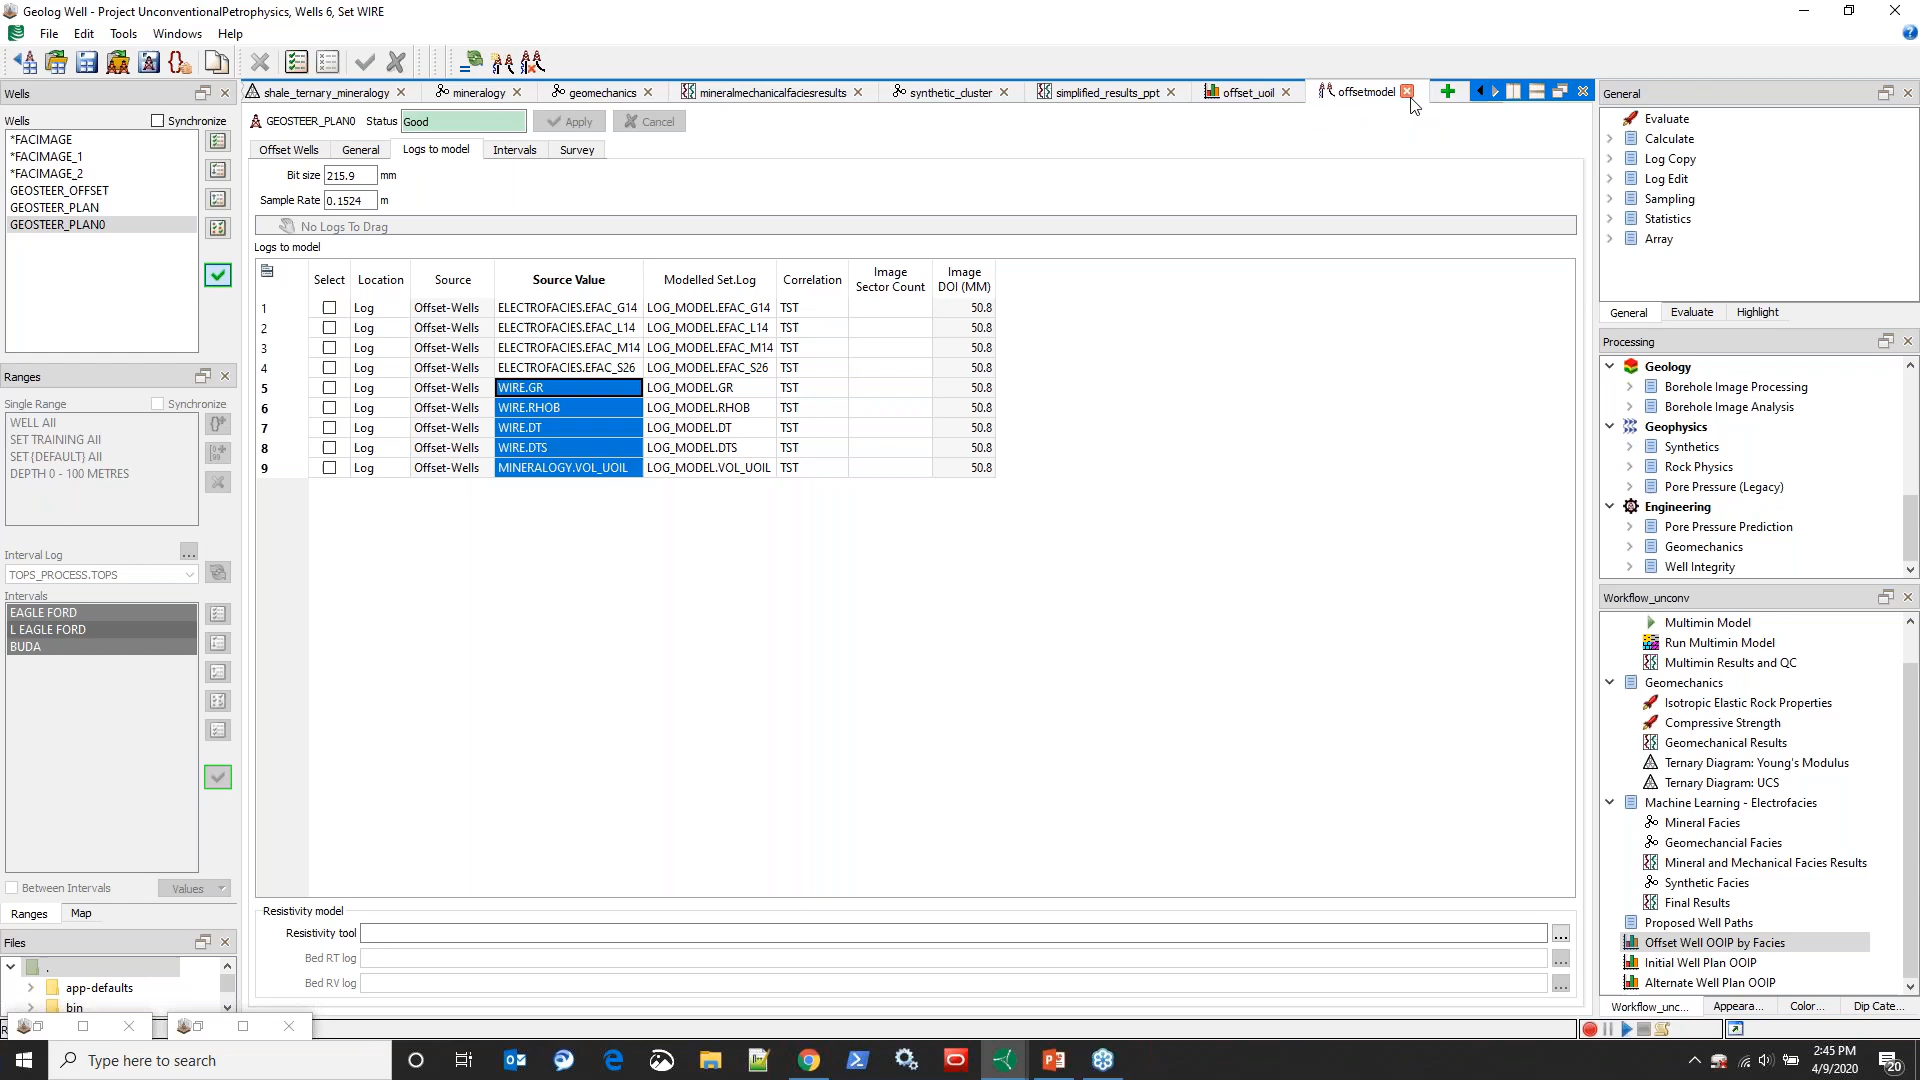 Geolog Well - Project UnconventionalPetrophysics, Wells 6, Set WIRE
File Edit Tools Windows Help
Wells
Wells Synchronize
*FACIMAGE
*FACIMAGE_1
*FACIMAGE_2
GEOSTEER_OFFSET
GEOSTEER_PLAN
GEOSTEER_PLAN0
Ranges
Single Range Synchronize
WELL All
SET TRAINING All
SET {DEFAULT} All
DEPTH 0 - 100 METRES
Interval Log ...
TOPS_PROCESS.TOPS
Intervals
EAGLE FORD
L EAGLE FORD
BUDA
Between Intervals Values
Ranges Map
Files
.
app-defaults
bin
shale_ternary_mineralogy mineralogy geomechanics mineralmechanicalfaciesresults synthetic_cluster simplified_results_ppt offset_uoil offsetmodel
GEOSTEER_PLAN0 Status Good Apply Cancel
Offset Wells General Logs to model Intervals Survey
Bit size 215.9 mm
Sample Rate 0.1524 m
No Logs To Drag
Logs to model
Select Location Source Source Value Modelled Set.Log Correlation Image Sector Count Image DOI (MM)
1 Log Offset-Wells ELECTROFACIES.EFAC_G14 LOG_MODEL.EFAC_G14 TST 50.8
2 Log Offset-Wells ELECTROFACIES.EFAC_L14 LOG_MODEL.EFAC_L14 TST 50.8
3 Log Offset-Wells ELECTROFACIES.EFAC_M14 LOG_MODEL.EFAC_M14 TST 50.8
4 Log Offset-Wells ELECTROFACIES.EFAC_S26 LOG_MODEL.EFAC_S26 TST 50.8
5 Log Offset-Wells WIRE.GR LOG_MODEL.GR TST 50.8
6 Log Offset-Wells WIRE.RHOB LOG_MODEL.RHOB TST 50.8
7 Log Offset-Wells WIRE.DT LOG_MODEL.DT TST 50.8
8 Log Offset-Wells WIRE.DTS LOG_MODEL.DTS TST 50.8
9 Log Offset-Wells MINERALOGY.VOL_UOIL LOG_MODEL.VOL_UOIL TST 50.8
Resistivity model
Resistivity tool ...
Bed RT log ...
Bed RV log ...
General
Evaluate
Calculate
Log Copy
Log Edit
Sampling
Statistics
Array
General Evaluate Highlight
Processing
Geology
Borehole Image Processing
Borehole Image Analysis
Geophysics
Synthetics
Rock Physics
Pore Pressure (Legacy)
Engineering
Pore Pressure Prediction
Geomechanics
Well Integrity
Workflow_unconv
Multimin Model
Run Multimin Model
Multimin Results and QC
Geomechanics
Isotropic Elastic Rock Properties
Compressive Strength
Geomechanical Results
Ternary Diagram: Young's Modulus
Ternary Diagram: UCS
Machine Learning - Electrofacies
Mineral Facies
Geomechancial Facies
Mineral and Mechanical Facies Results
Synthetic Facies
Final Results
Proposed Well Paths
Offset Well OOIP by Facies
Initial Well Plan OOIP
Alternate Well Plan OOIP
Workflow_unc... Appeara... Color... Dip Cate...
Type here to search
2:45 PM
4/9/2020
20